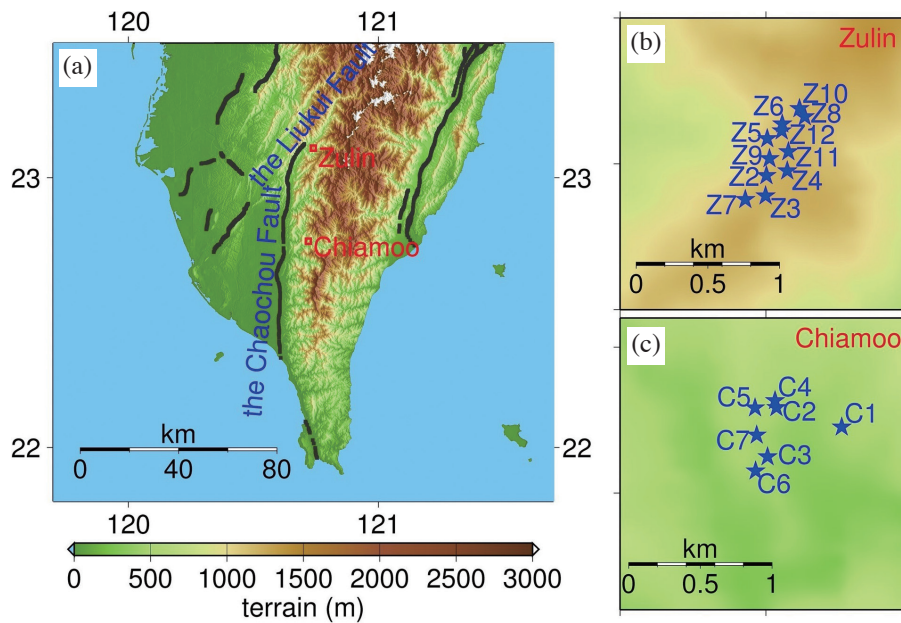 120
121
(a)
the Liukui Fault
Zulin
23
23
Chiamoo
the Chaochou Fault
22
22
km
0
40
80
120
121
0
500
1000
1500
2000
2500
3000
terrain (m)
(b)
Zulin
Z10
Z6
Z8
Z5
Z12
Z9
Z11
Z2
Z4
Z7
Z3
km
0
0.5
1
(c)
Chiamoo
C4
C5
C2
C1
C7
C3
C6
km
0
1